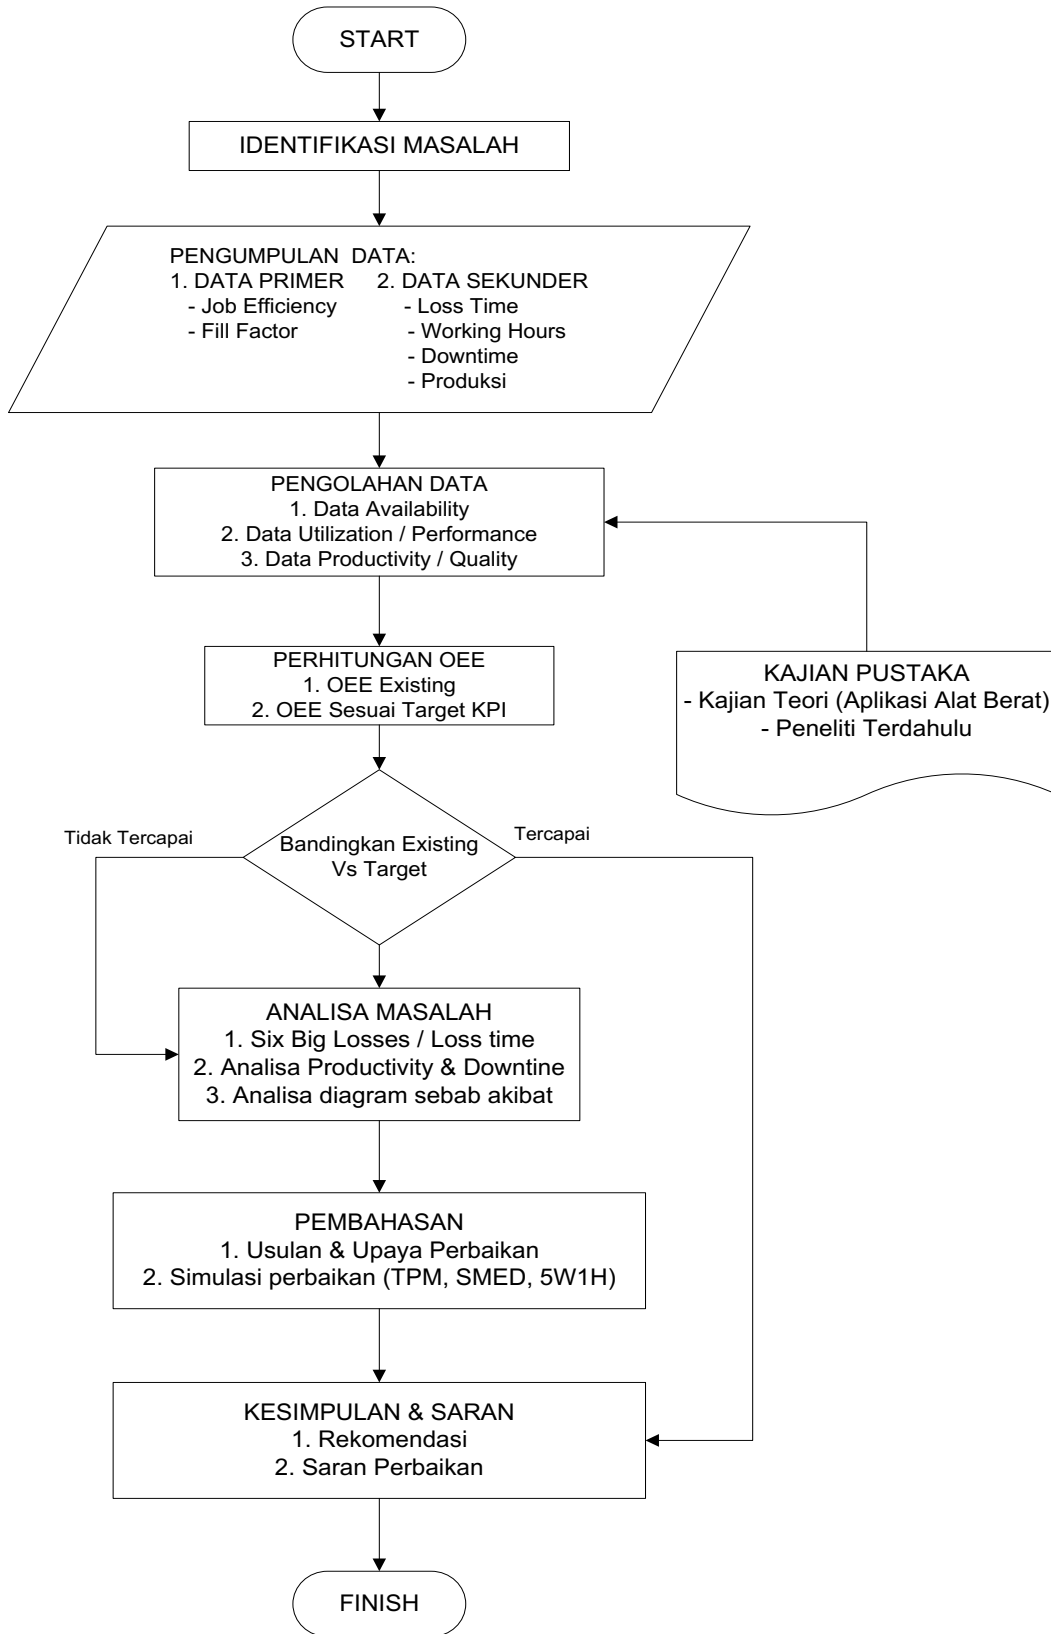 START
IDENTIFIKASI MASALAH
PENGUMPULAN DATA:
1. DATA PRIMER 2. DATA SEKUNDER
- Job Efficiency - Loss Time
- Fill Factor - Working Hours
- Downtime
- Produksi
PENGOLAHAN DATA
1. Data Availability
2. Data Utilization / Performance
3. Data Productivity / Quality
PERHITUNGAN OEE
1. OEE Existing
2. OEE Sesuai Target KPI
KAJIAN PUSTAKA
- Kajian Teori (Aplikasi Alat Berat)
- Peneliti Terdahulu
Tidak Tercapai
Bandingkan Existing
Vs Target
Tercapai
ANALISA MASALAH
1. Six Big Losses / Loss time
2. Analisa Productivity & Downtine
3. Analisa diagram sebab akibat
PEMBAHASAN
1. Usulan & Upaya Perbaikan
2. Simulasi perbaikan (TPM, SMED, 5W1H)
KESIMPULAN & SARAN
1. Rekomendasi
2. Saran Perbaikan
FINISH